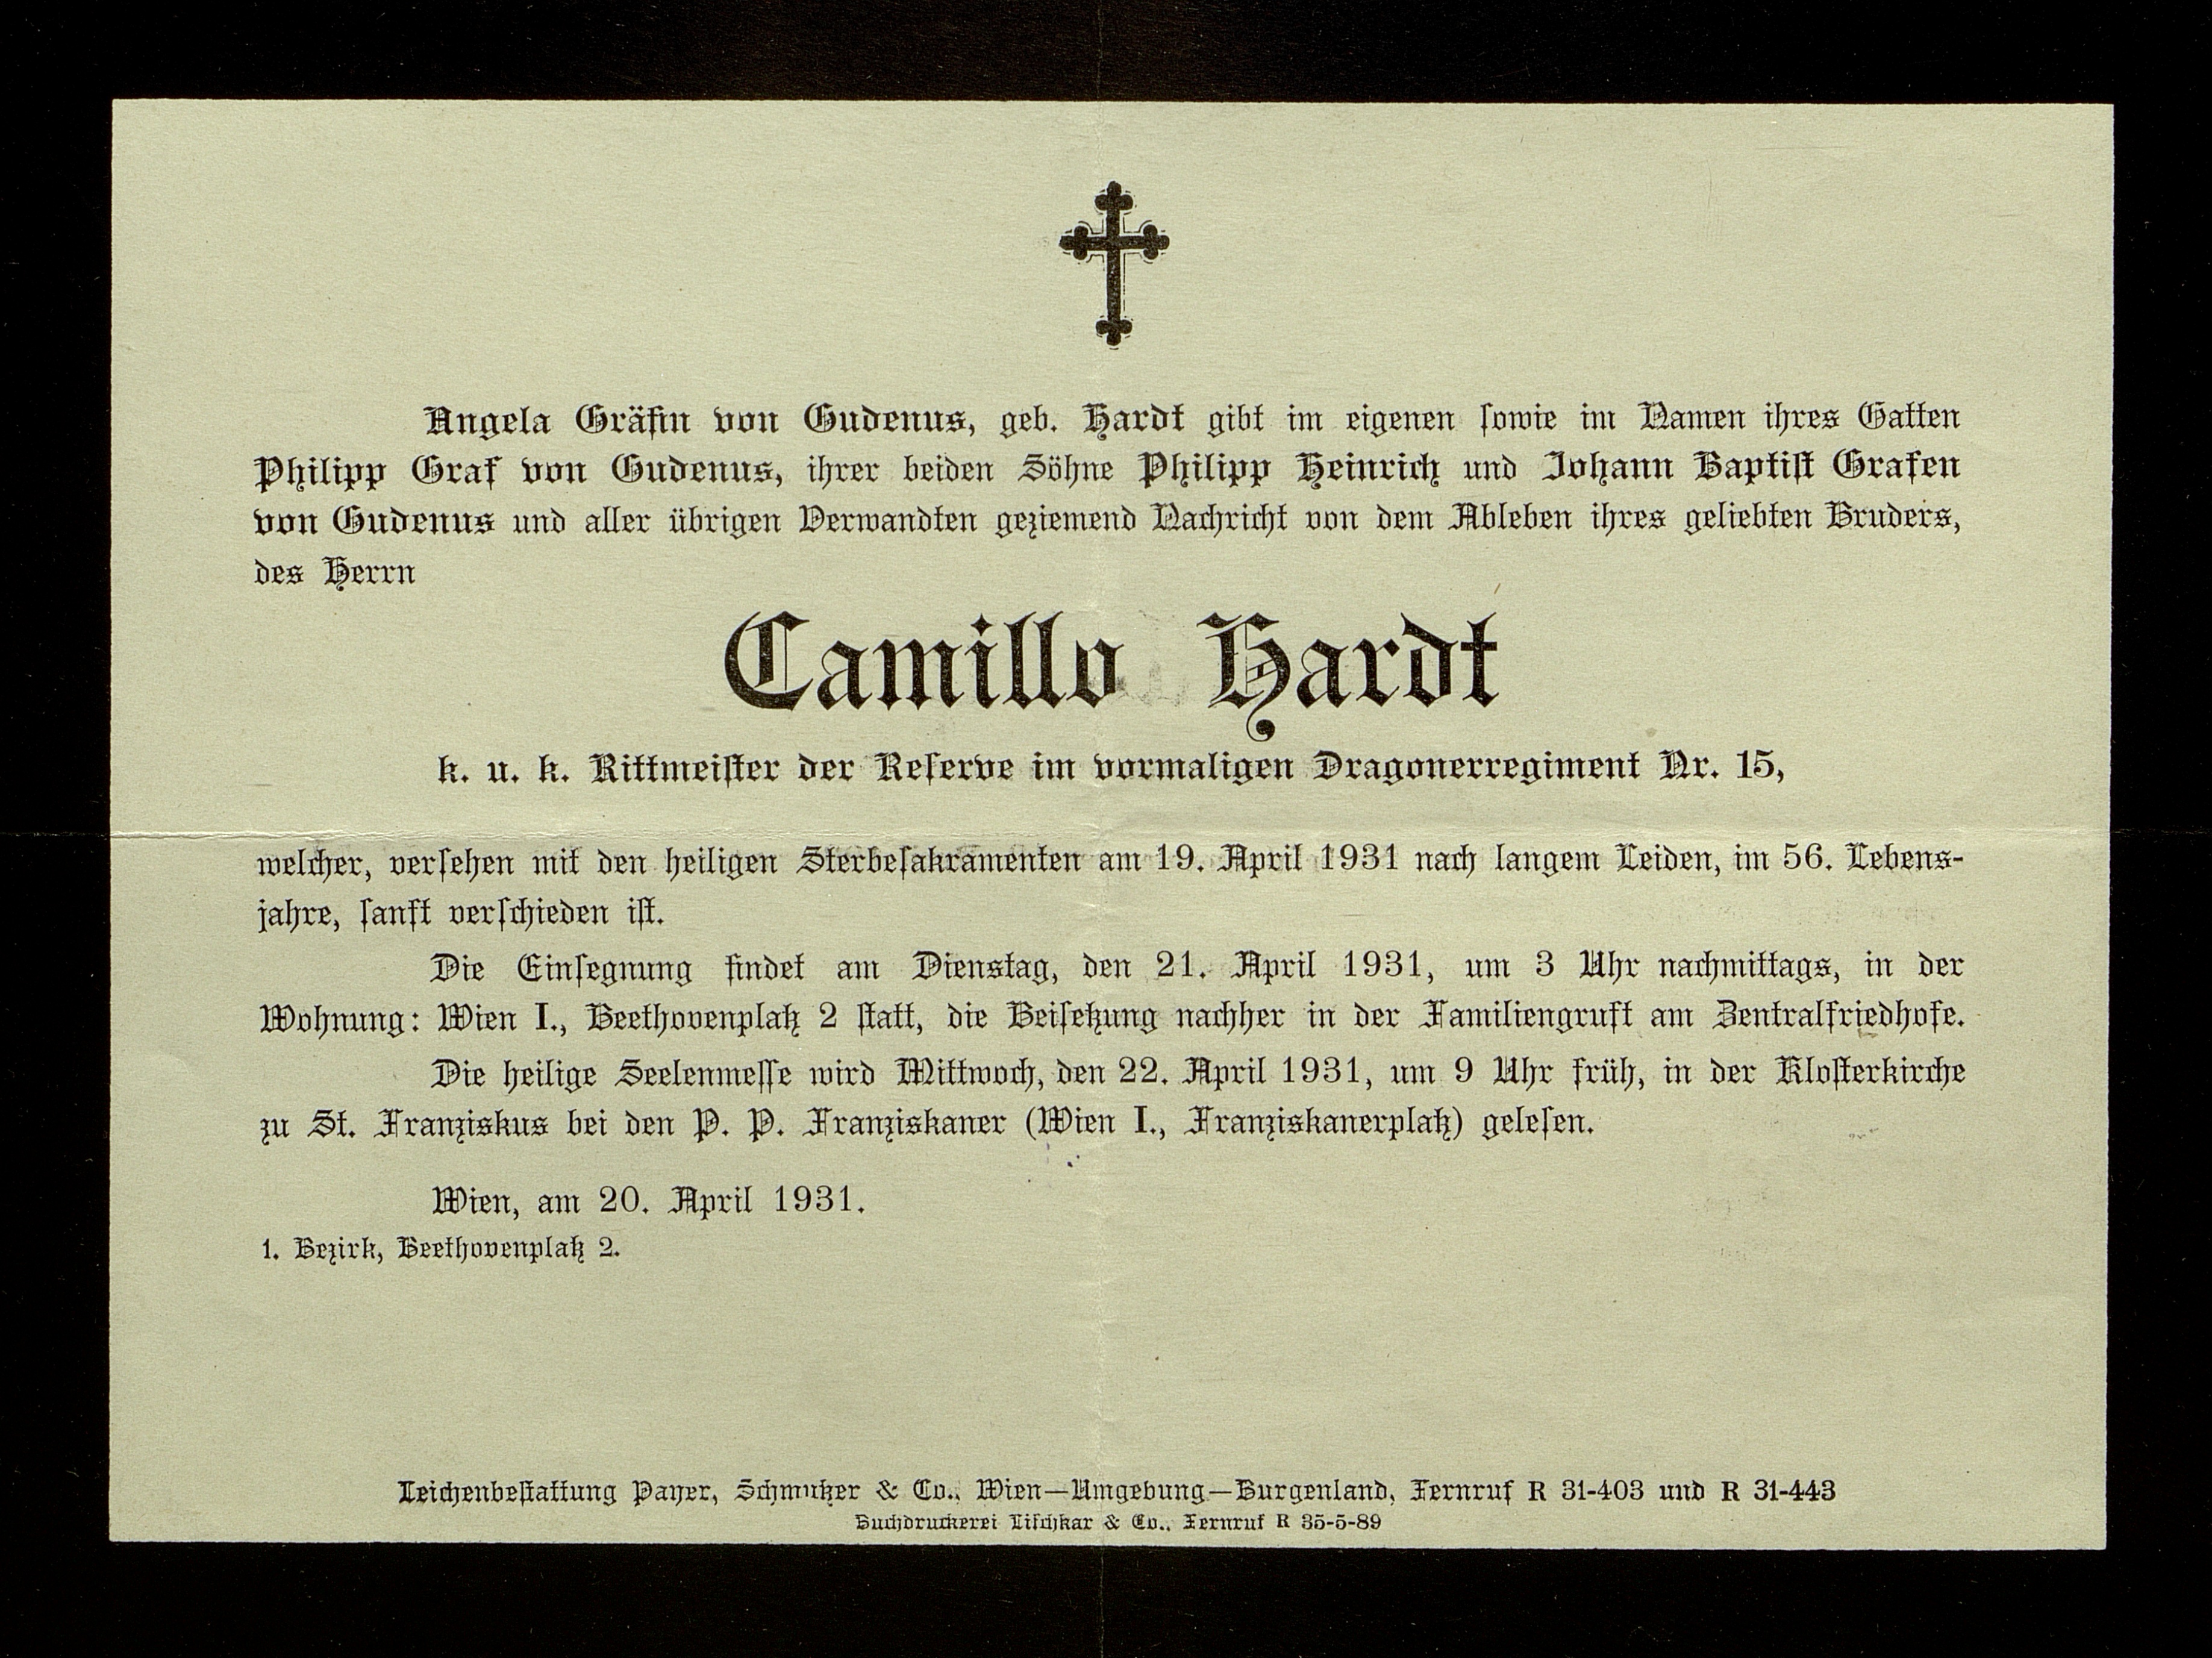 Angela Gräfin von Gudenus, geb. Hardt gibt im eigenen sowie im Namen ihres Gatten
Philipp Graf von Gudenus, ihrer beiden Söhne Philipp Heinrich und Johann Baptist Grafen
von Gudenus und aller übrigen Verwandten geziemend Nachricht von dem Ableben ihres geliebten Bruders,
des Herrn
Camillo Hardt
k. u. k. Rittmeister der Reserve im vormaligen Dragonerregiment Nr. 15,
welcher, versehen mit den heiligen Sterbesakramenten am 19. April 1931 nach langem Leiden, im 56. Lebens-
jahre, sanft verschieden ist.
Die Einsegnung findet am Dienstag, den 21. April 1931, um 3 Uhr nachmittags, in der
Wohnung: Wien I., Beethovenplatz 2 statt, die Beisetzung nachher in der Familiengruft am Zentralfriedhofe.
Die heilige Seelenmesse wird Mittwoch, den 22. April 1931, um 9 Uhr früh, in der Klosterkirche
zu St. Franziskus bei den P. P. Franziskaner (Wien I., Franziskanerplatz) gelesen.
Wien, am 20. April 1931.
1. Bezirk, Beethovenplatz 2.
Leichenbestattung Payer, Schmutzer & Co., Wien—Umgebung—Burgenland, Fernruf R 31-403 und R 31-443
Buchdruckerei Lischkar & Co., Fernruf R 35-5-89